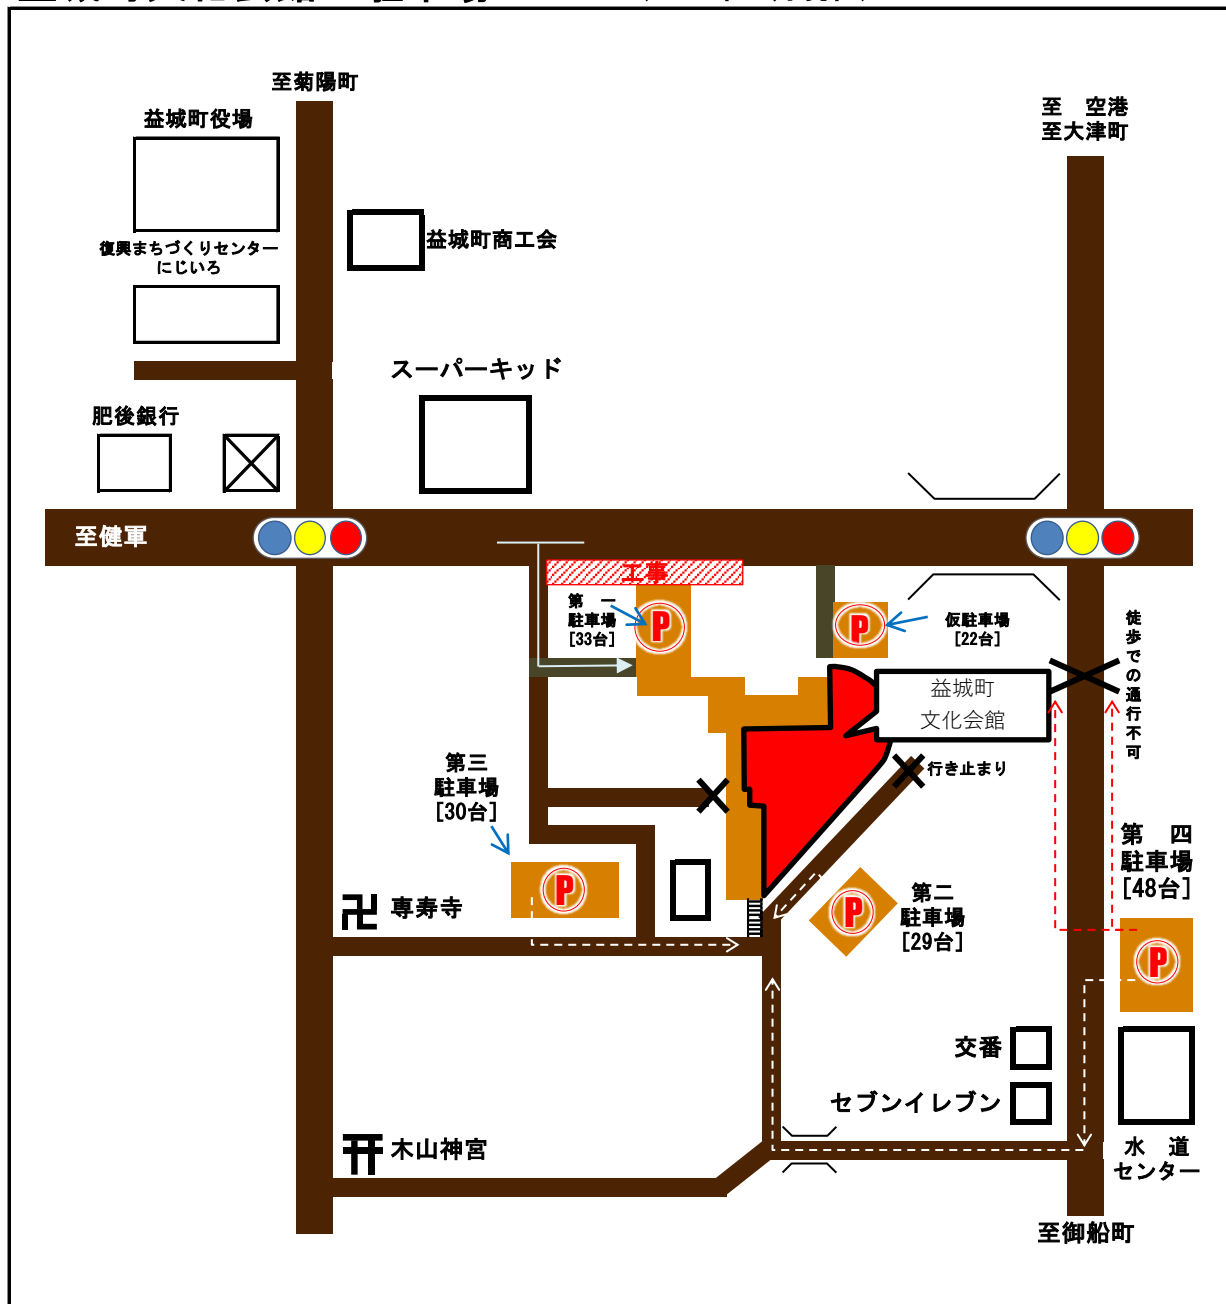 至菊陽町
至　空港
至大津町
益城町役場
復興まちづくりセンター
にじいろ
益城町商工会
スーパーキッド
肥後銀行
至健軍
工事
第　一
駐車場
[33台]
P
P
仮駐車場
[22台]
徒歩での通行不可
益城町
文化会館
行き止まり
第三
駐車場
[30台]
P
専寿寺
第二
駐車場
[29台]
P
第　四
駐車場
[48台]
P
交番
セブンイレブン
水　道
センター
木山神宮
至御船町